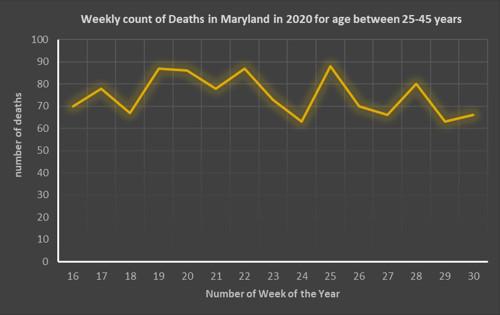 Weekly count of Deaths in Maryland in 2020 for age between 25-45 years
100
90
80
70
60
50
40
30
20
10
0
number of deaths
16 17 18 19 20 21 22 23 24 25 26 27 28 29 30
Number of Week of the Year